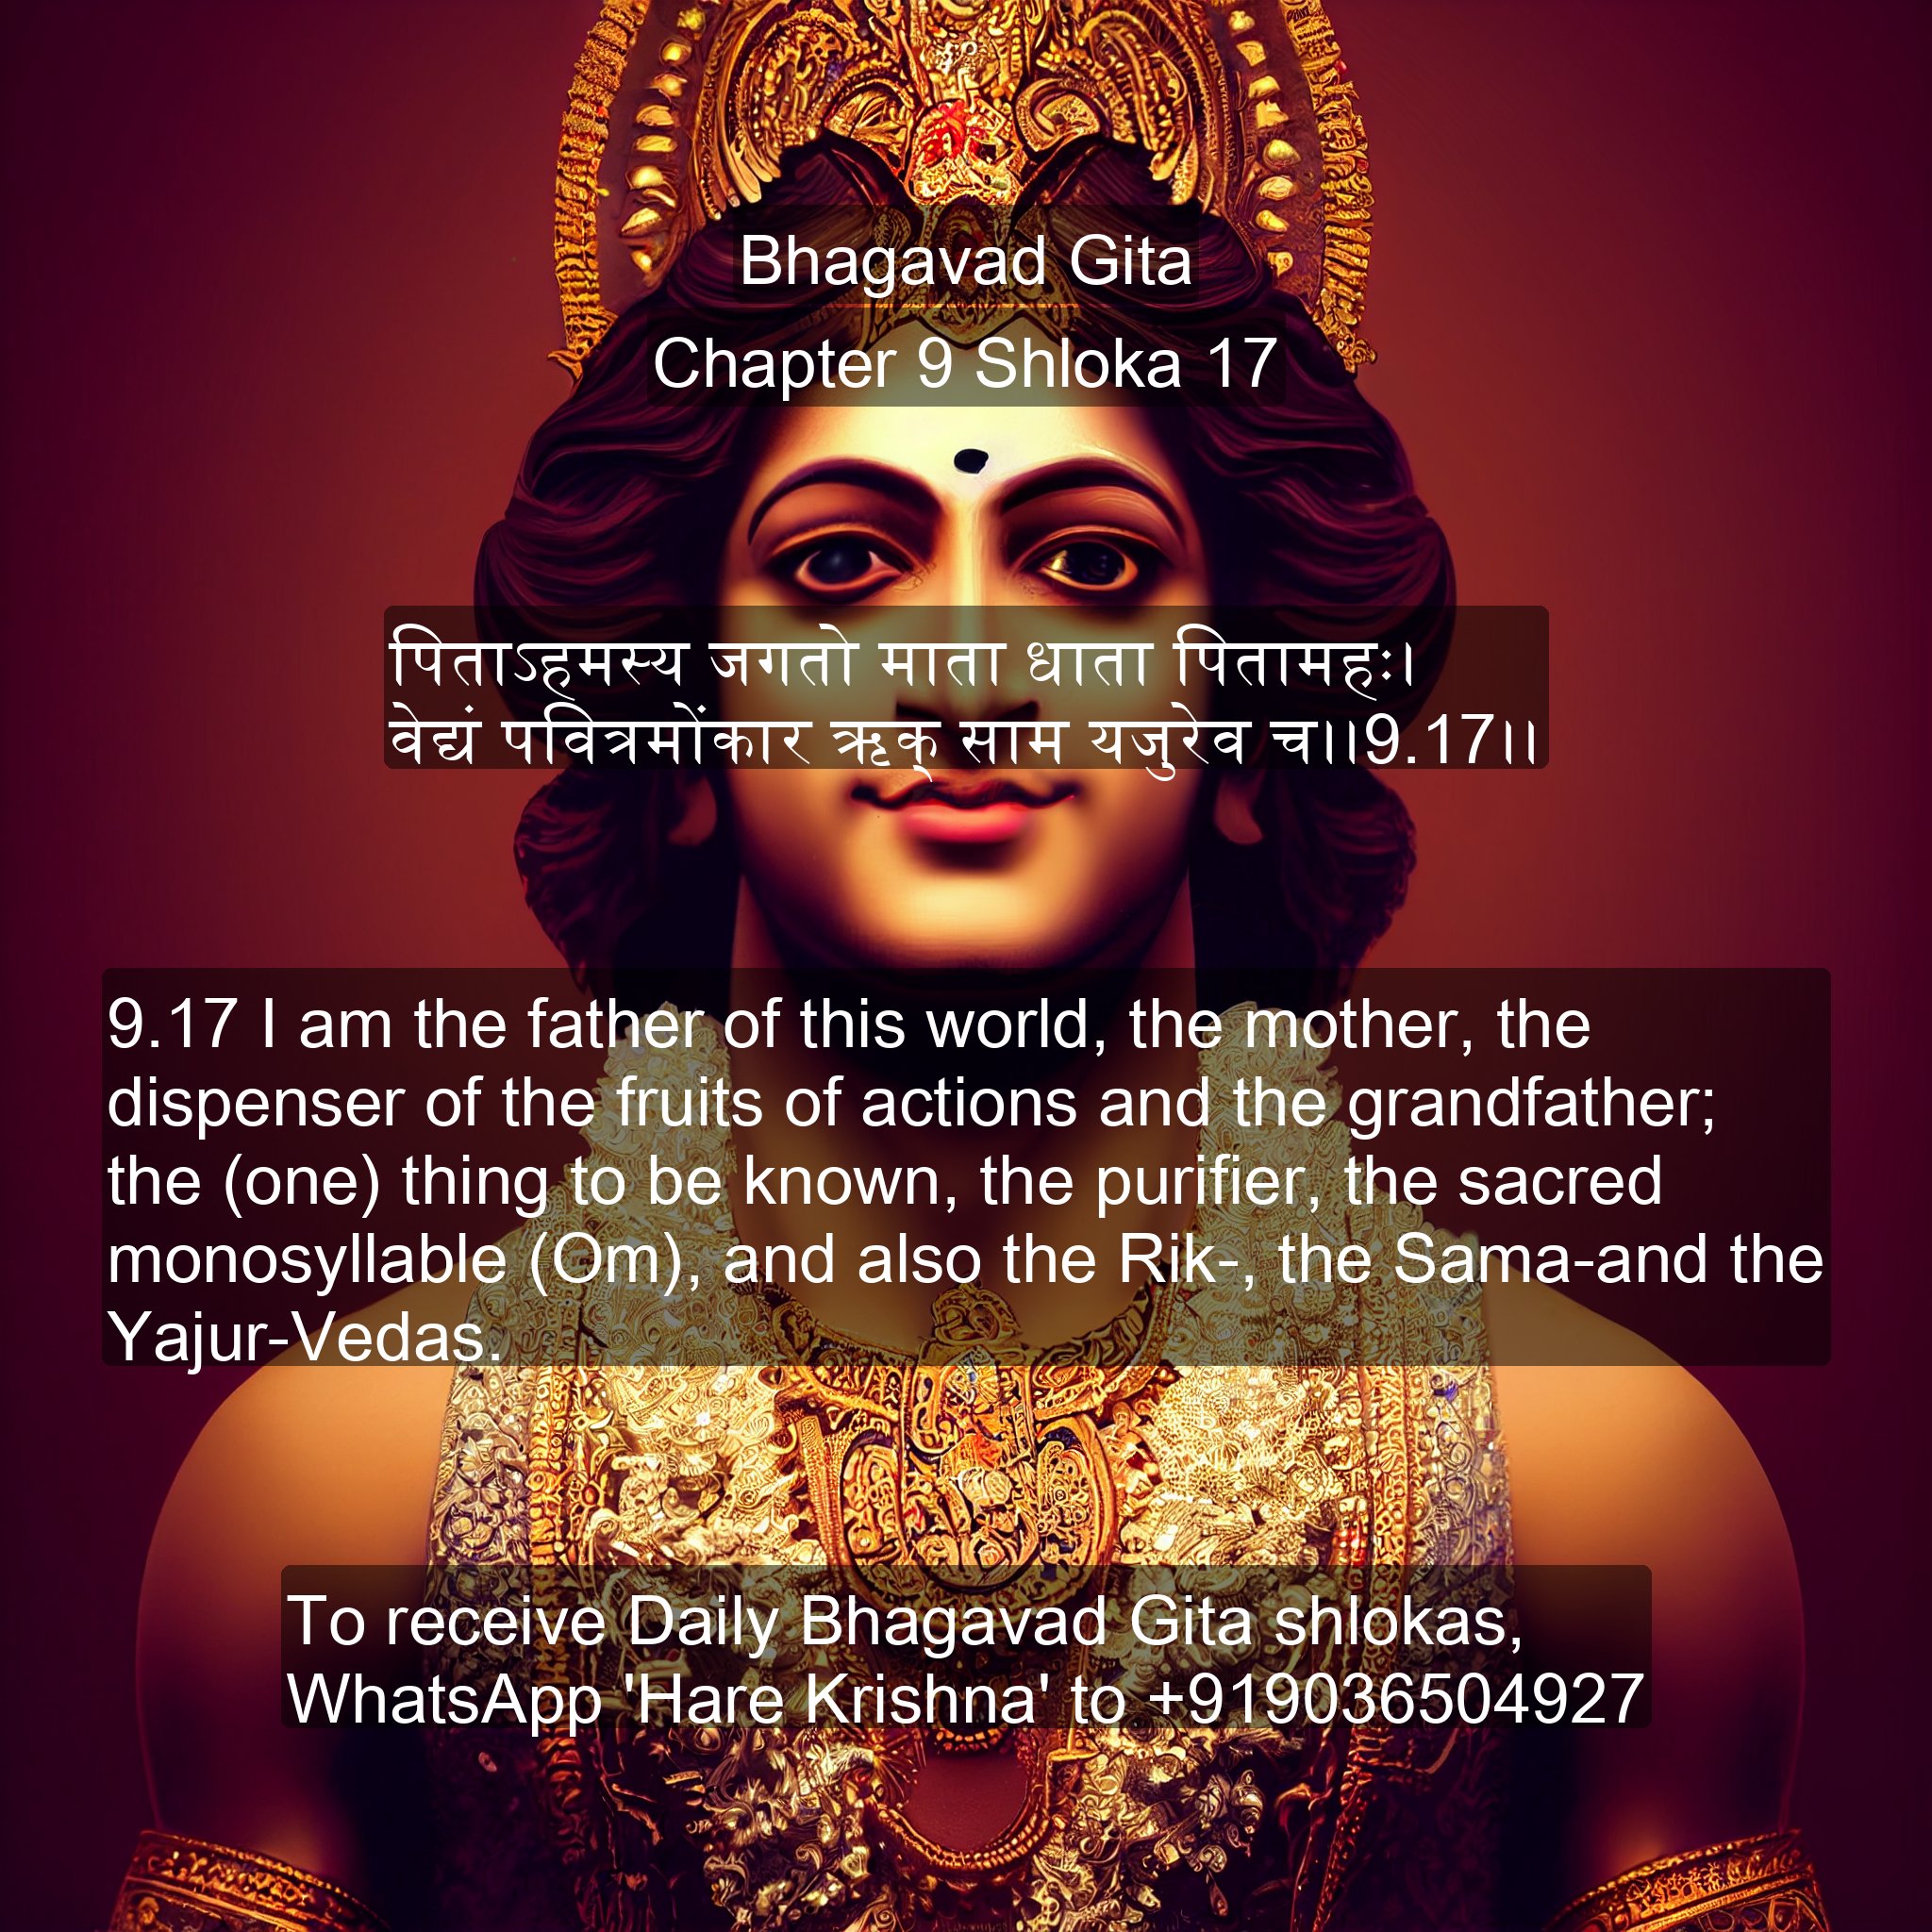 Bhagavad Gita
Chapter 9 Shloka 17
पिताऽहमस्य जगतो माता धाता पितामहः।
वेद्यं पवित्रमोंकार ऋक् साम यजुरेव च।।9.17।।
9.17 I am the father of this world, the mother, the
dispenser of the fruits of actions and the grandfather;
the (one) thing to be known, the purifier, the sacred
monosyllable (Om), and also the Rik-, the Sama-and the
Yajur-Vedas.
To receive Daily Bhagavad Gita shlokas,
WhatsApp 'Hare Krishna' to +919036504927